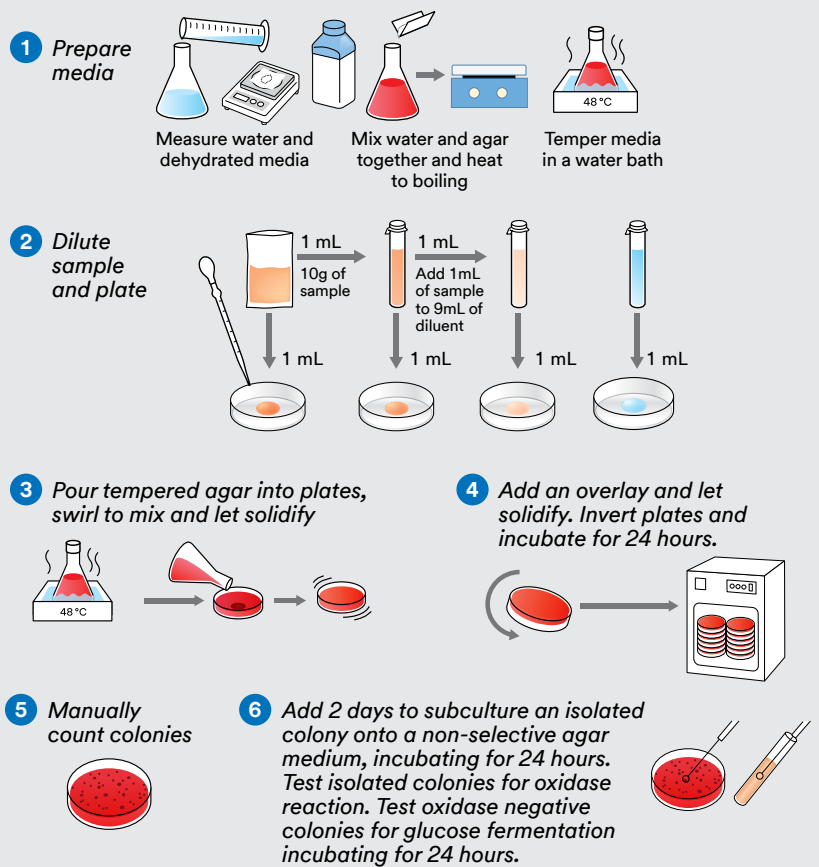 1 Prepare
media
48 °C
Measure water and
dehydrated media
Mix water and agar
together and heat
to boiling
Temper media
in a water bath
2 Dilute
sample
and plate
1 mL
10g of
sample
1 mL
Add 1mL
of sample
to 9mL of
diluent
1 mL
1 mL
1 mL
1 mL
3 Pour tempered agar into plates,
swirl to mix and let solidify
48 °C
4 Add an overlay and let
solidify. Invert plates and
incubate for 24 hours.
5 Manually
count colonies
6 Add 2 days to subculture an isolated
colony onto a non-selective agar
medium, incubating for 24 hours.
Test isolated colonies for oxidase
reaction. Test oxidase negative
colonies for glucose fermentation
incubating for 24 hours.